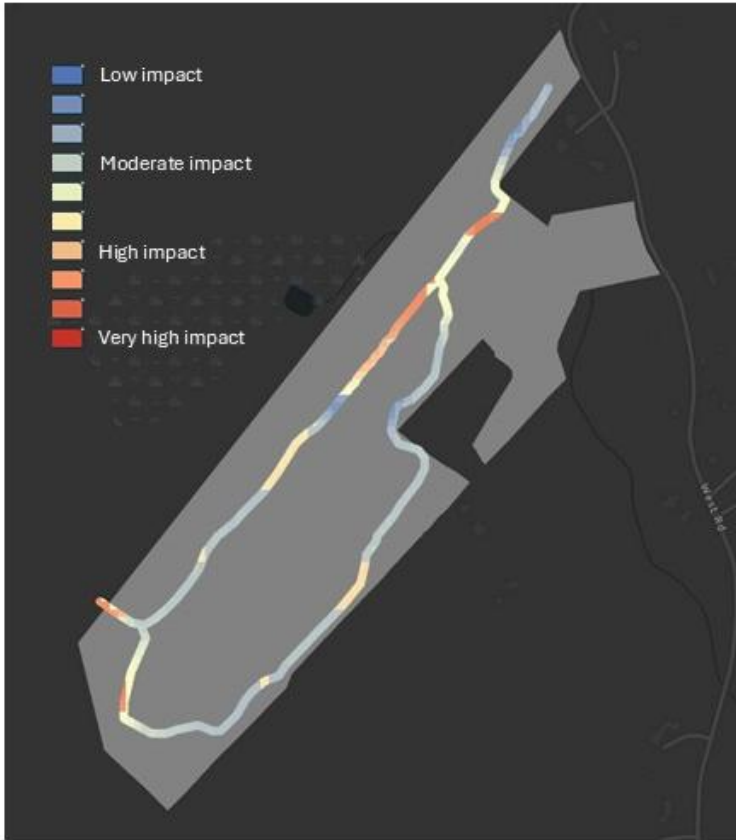 Low impact
Moderate impact
High impact
Very high impact
West Rd